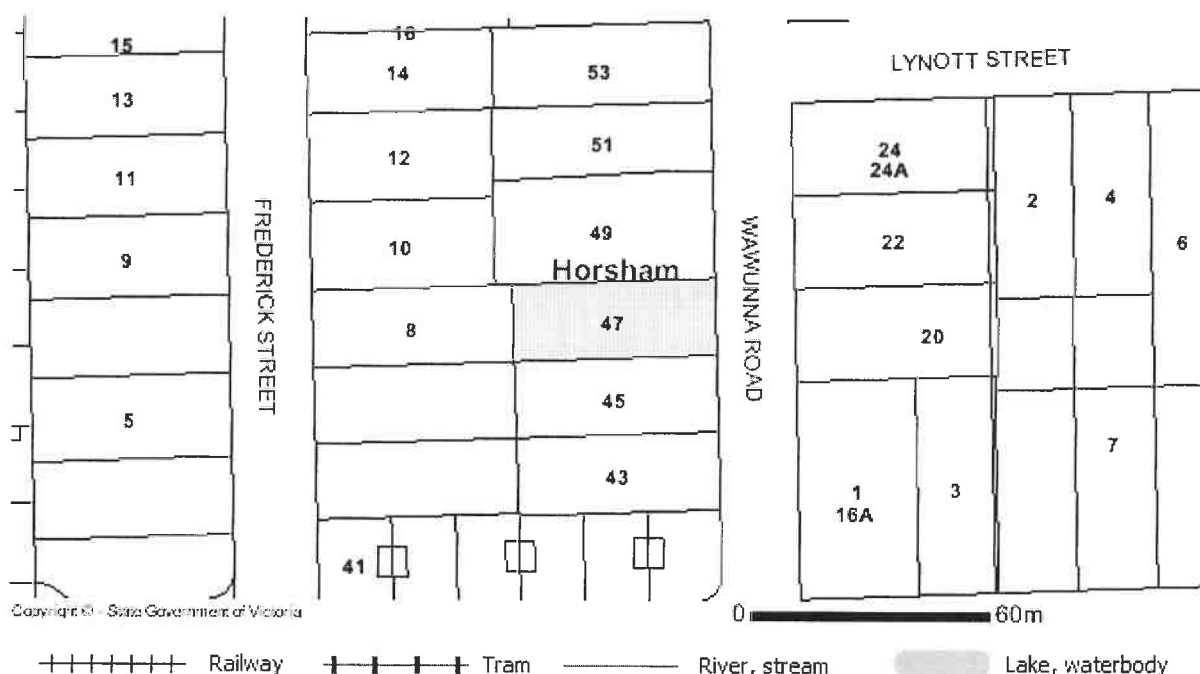 15
13
11
9
5
FREDERICK STREET
16
14
12
10
8
41
53
51
49
Horsham
47
45
43
WAWUNNA ROAD
LYNOTT STREET
24
24A
22
20
1
16A
3
2
4
6
7
Copyright © - State Government of Victoria
0 60m
Railway Tram River, stream Lake, waterbody